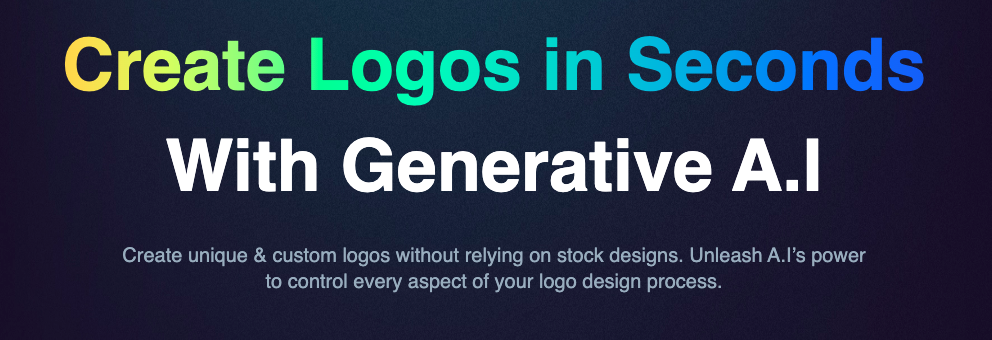 Create Logos in Seconds
With Generative A.I
Create unique & custom logos without relying on stock designs. Unleash A.I’s power
to control every aspect of your logo design process.